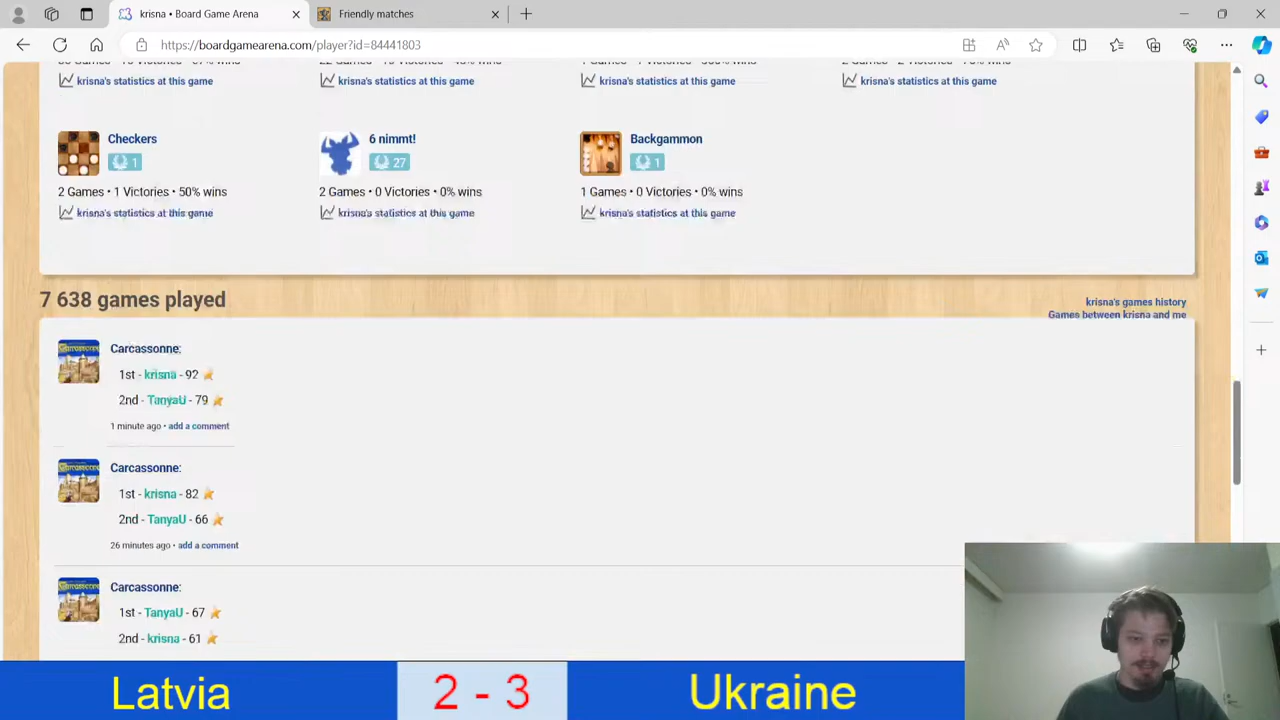 krisna • Board Game Arena
Friendly matches
https://boardgamearena.com/player?id=84441803
krisna's statistics at this game
krisna's statistics at this game
krisna's statistics at this game
krisna's statistics at this game
Checkers
1
2 Games • 1 Victories • 50% wins
krisna's statistics at this game
6 nimmt!
27
2 Games • 0 Victories • 0% wins
krisna's statistics at this game
Backgammon
1
1 Games • 0 Victories • 0% wins
krisna's statistics at this game
7 638 games played
krisna's games history
Games between krisna and me
Carcassonne:
1st - krisna - 92
2nd - TanyaU - 79
1 minute ago • add a comment
Carcassonne:
1st - krisna - 82
2nd - TanyaU - 66
26 minutes ago • add a comment
Carcassonne:
1st - TanyaU - 67
2nd - krisna - 61
Latvia
2 - 3
Ukraine